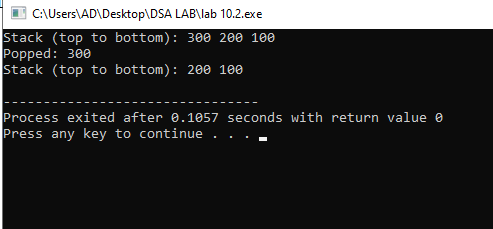 C:\Users\AD\Desktop\DSA LAB\lab 10.2.exe
Stack (top to bottom): 300 200 100
Popped: 300
Stack (top to bottom): 200 100
--------------------------------
Process exited after 0.1057 seconds with return value 0
Press any key to continue . . .